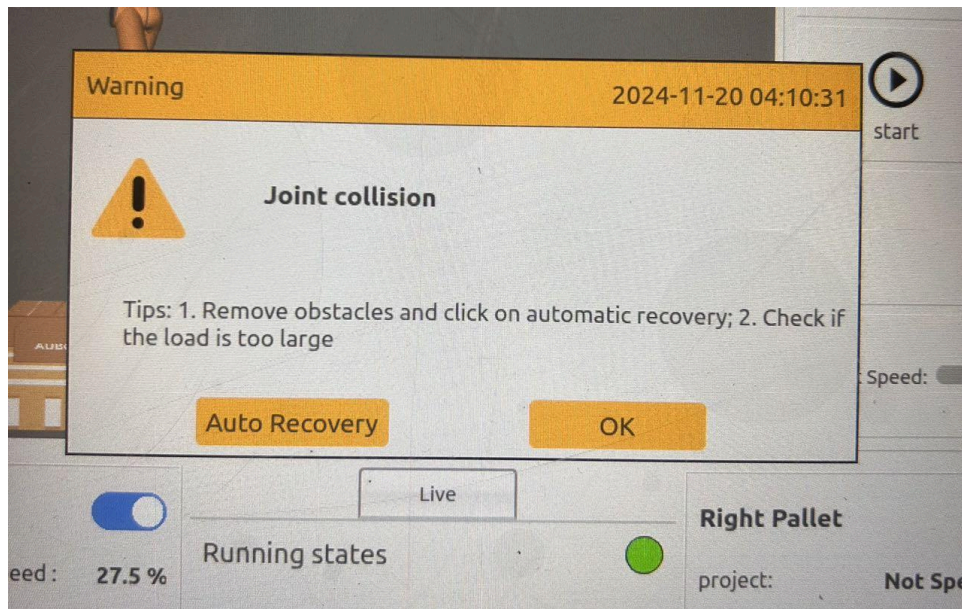 Warning
2024-11-20 04:10:31
start
Joint collision
Tips: 1. Remove obstacles and click on automatic recovery; 2. Check if
the load is too large
Speed:
Auto Recovery
OK
Live
Running states
Right Pallet
eed :
27.5 %
project:
Not Spe